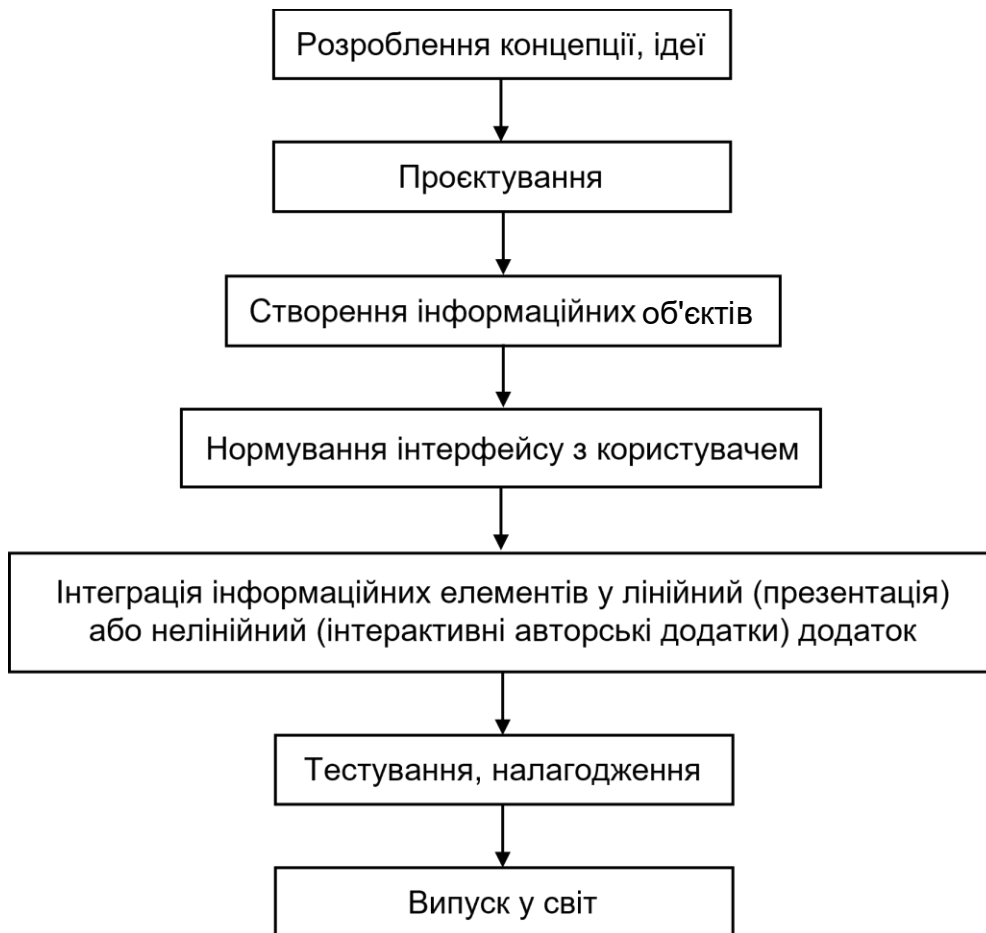 Розроблення концепції, ідеї
Проєктування
Створення інформаційних об'єктів
Нормування інтерфейсу з користувачем
Інтеграція інформаційних елементів у лінійний (презентація)
або нелінійний (інтерактивні авторські додатки) додаток
Тестування, налагодження
Випуск у світ